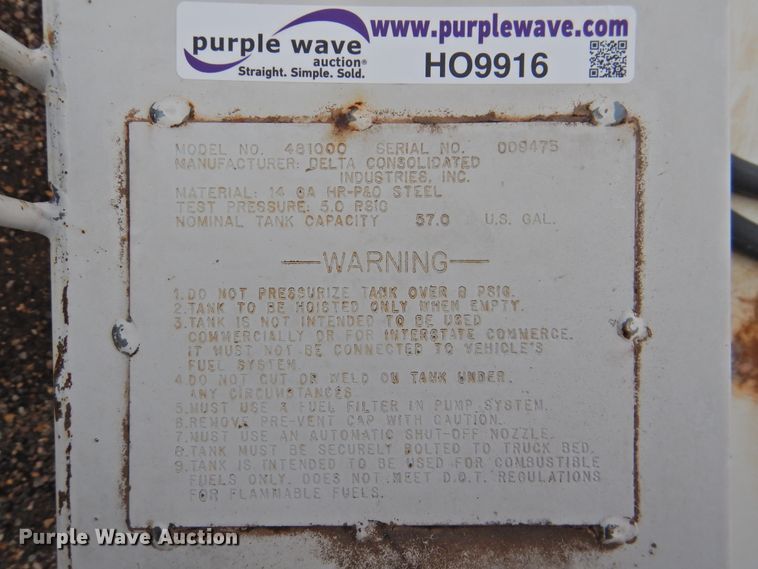 purple wave
auction®
Straight. Simple. Sold.
www.purplewave.com
HO9916
MODEL NO. 481000 SERIAL NO. 009475
MANUFACTURER: DELTA CONSOLIDATED
INDUSTRIES, INC.
MATERIAL: 14 GA HR-P&O STEEL
TEST PRESSURE: 5.0 PSIG
NOMINAL TANK CAPACITY 57.0 U.S. GAL.
WARNING
1. DO NOT PRESSURIZE TANK OVER PSIG.
2. TANK TO BE HOISTED ONLY WHEN EMPTY.
3. TANK IS NOT INTENDED TO BE USED
COMMERCIALLY OR FOR INTERSTATE COMMERCE.
IT MUST NOT BE CONNECTED TO VEHICLE'S
FUEL SYSTEM.
4. DO NOT CUT OR WELD ON TANK UNDER
ANY CIRCUMSTANCES.
5. MUST USE A FUEL FILTER IN PUMP SYSTEM.
6. REMOVE PRE-VENT CAP WITH CAUTION.
7. MUST USE AN AUTOMATIC SHUT-OFF NOZZLE.
8. TANK MUST BE SECURELY BOLTED TO TRUCK BED.
9. TANK IS INTENDED TO BE USED FOR COMBUSTIBLE
FUELS ONLY. DOES NOT MEET D.O.T. REGULATIONS
FOR FLAMMABLE FUELS.
Purple Wave Auction